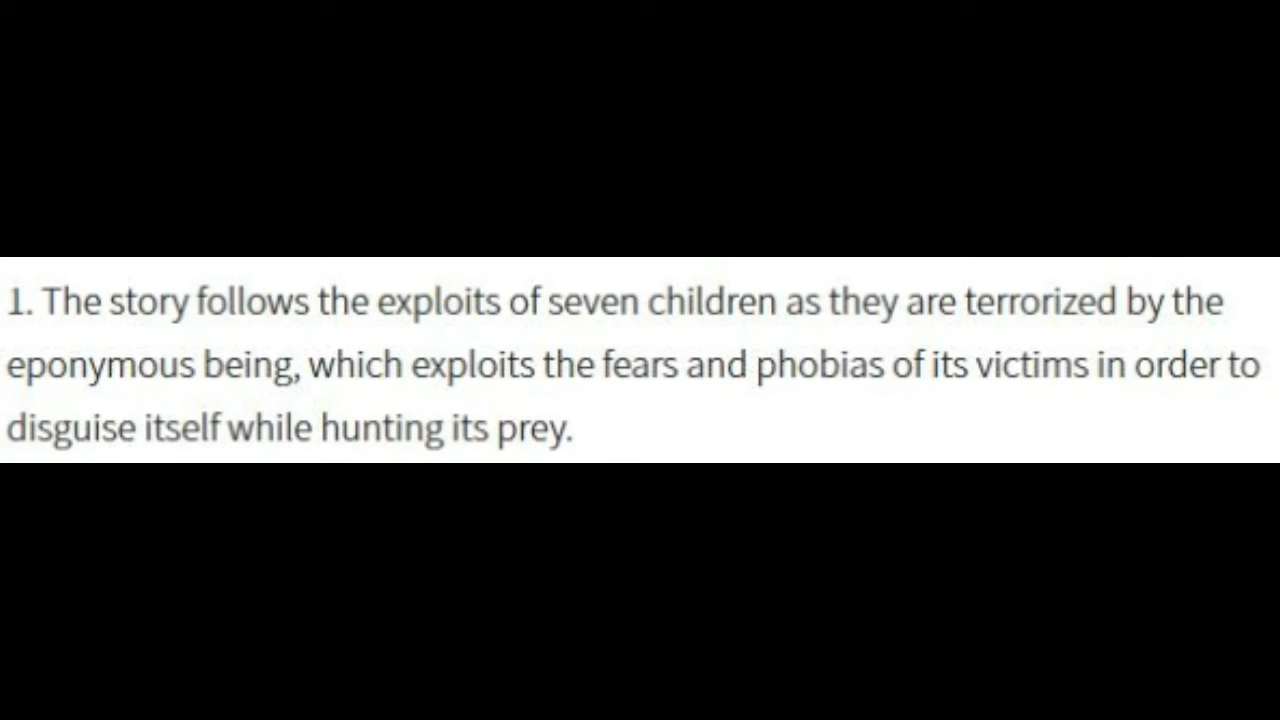 1. The story follows the exploits of seven children as they are terrorized by the
eponymous being, which exploits the fears and phobias of its victims in order to
disguise itself while hunting its prey.